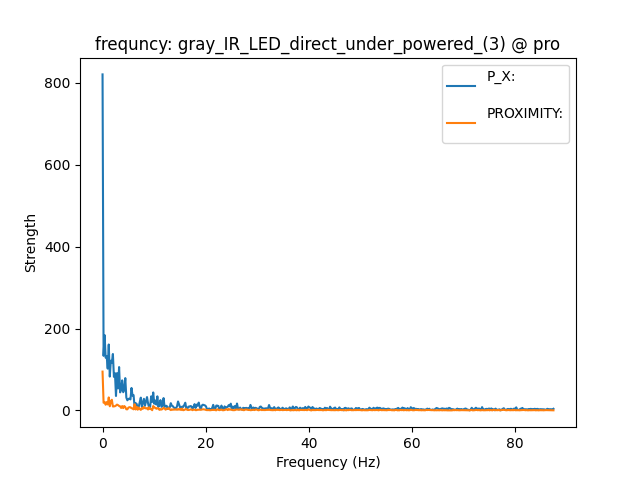 frequncy: gray_IR_LED_direct_under_powered_(3) @ pro
P_X:
PROXIMITY:
Strength
800
600
400
200
0
0 20 40 60 80
Frequency (Hz)